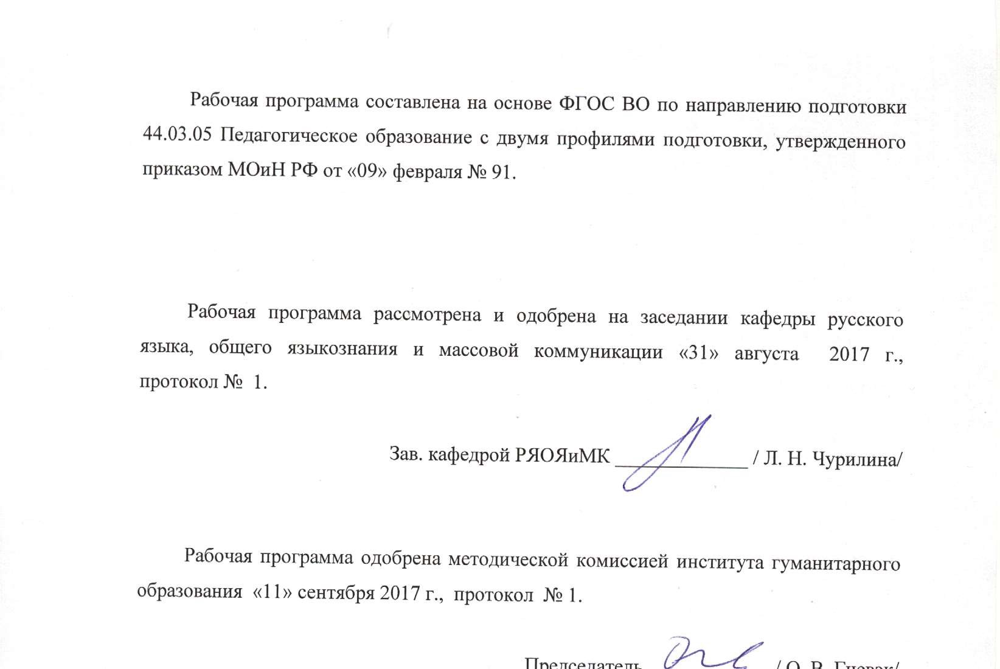 Рабочая программа составлена на основе ФГОС ВО по направлению подготовки
44.03.05 Педагогическое образование с двумя профилями подготовки, утвержденного
приказом МОиН РФ от «09» февраля № 91.
Рабочая программа рассмотрена и одобрена на заседании кафедры русского
языка, общего языкознания и массовой коммуникации «31» августа 2017 г.,
протокол № 1.
Зав. кафедрой РЯОЯиМК ______________ / Л. Н. Чурилина/
Рабочая программа одобрена методической комиссией института гуманитарного
образования «11» сентября 2017 г., протокол № 1.
Председатель / О. В. Гневэк/